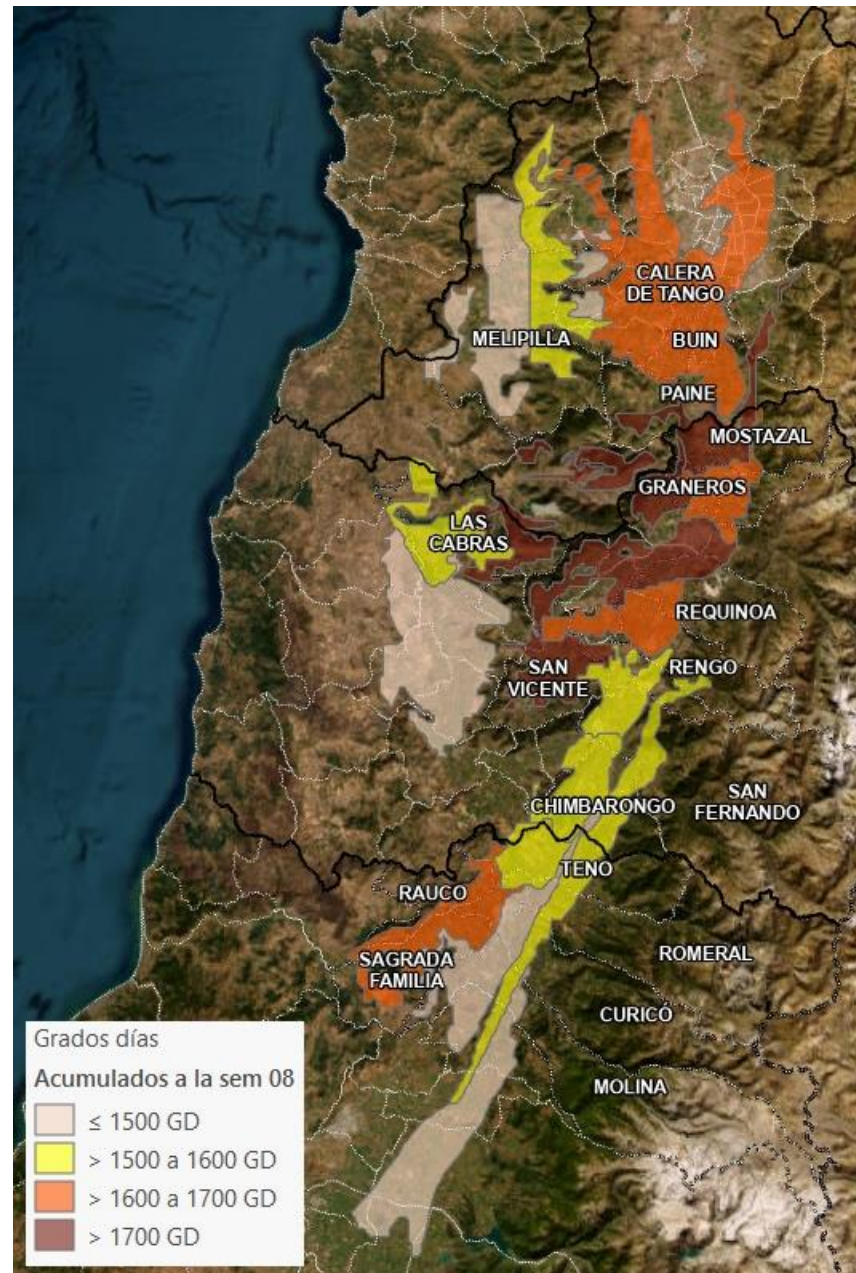 CALERA
DE TANGO
MELIPILLA
BUIN
PAINE
MOSTAZAL
GRANEROS
LAS
CABRAS
REQUINOA
SAN
VICENTE
RENGO
CHIMBARONGO
SAN
FERNANDO
TENO
RAUCO
SAGRADA
FAMILIA
ROMERAL
CURICÓ
MOLINA
Grados días
Acumulados a la sem 08
≤ 1500 GD
> 1500 a 1600 GD
> 1600 a 1700 GD
> 1700 GD